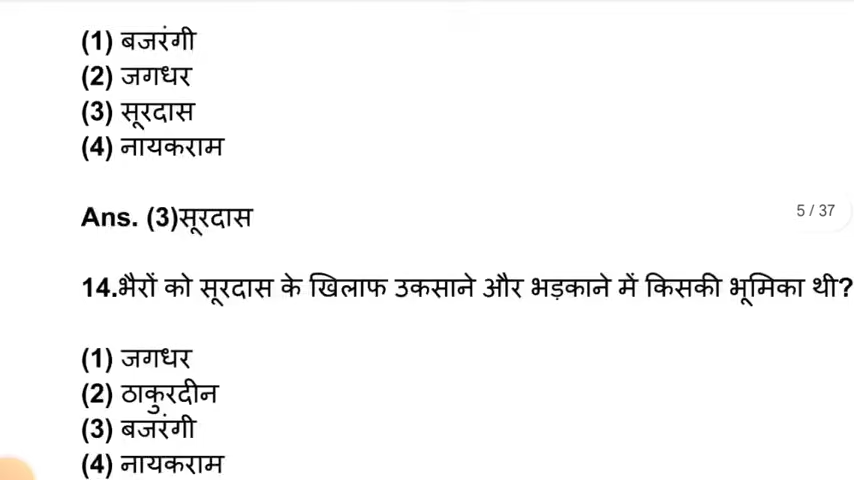 (1) बजरंगी
(2) जगधर
(3) सूरदास
(4) नायकराम
Ans. (3)सूरदास
5 / 37
14.भैरों को सूरदास के खिलाफ उकसाने और भड़काने में किसकी भूमिका थी?
(1) जगधर
(2) ठाकुरदीन
(3) बजरंगी
(4) नायकराम